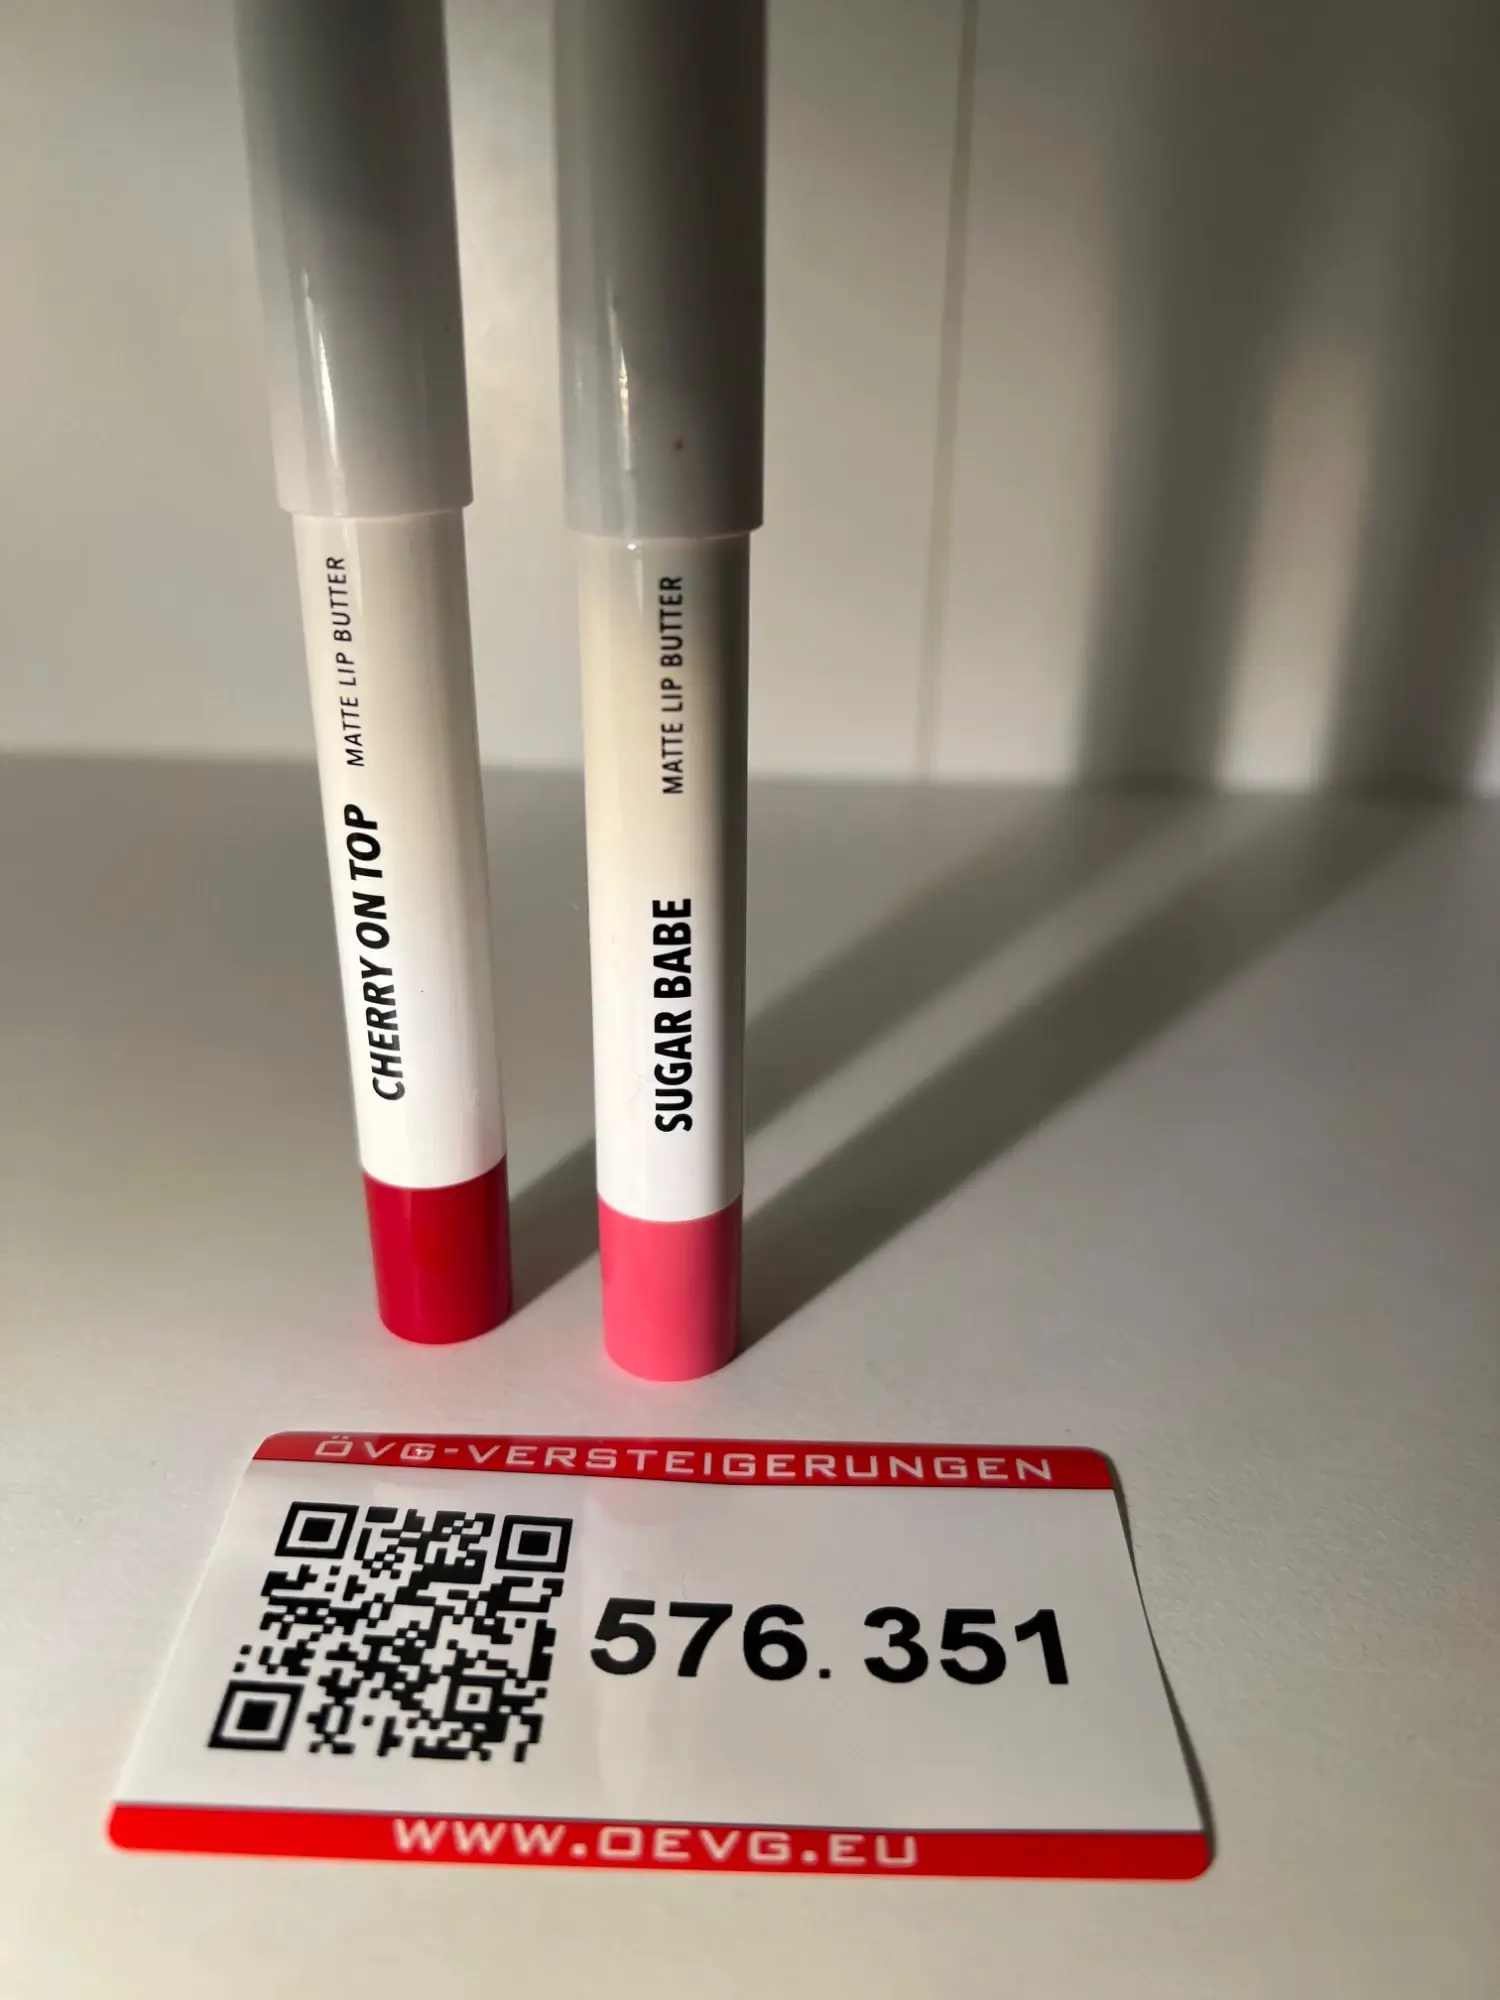 CHERRY ON TOP MATTE LIP BUTTER
SUGAR BABE MATTE LIP BUTTER
ÖVG-VERSTEIGERUNGEN
576.351
WWW.OEVG.EU